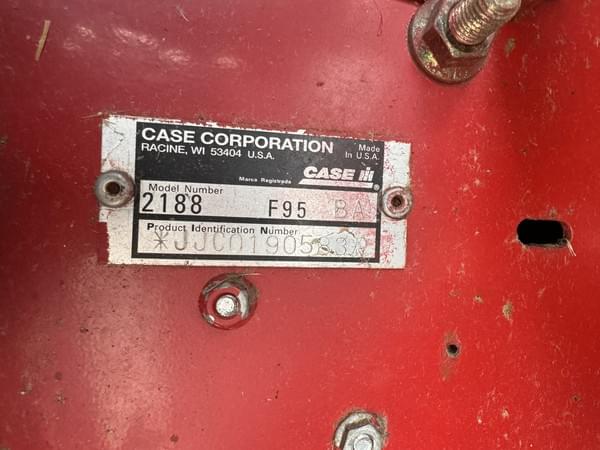 CASE CORPORATION
RACINE, WI 53404 U.S.A.
Made
In U.S.A.
Marca Registrada
CASE IH
®
Model Number
2188 F95 BA
Product Identification Number